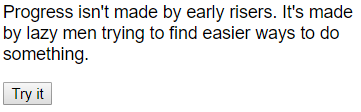 Progress isn't made by early risers. It's made
by lazy men trying to find easier ways to do
something.
Try it